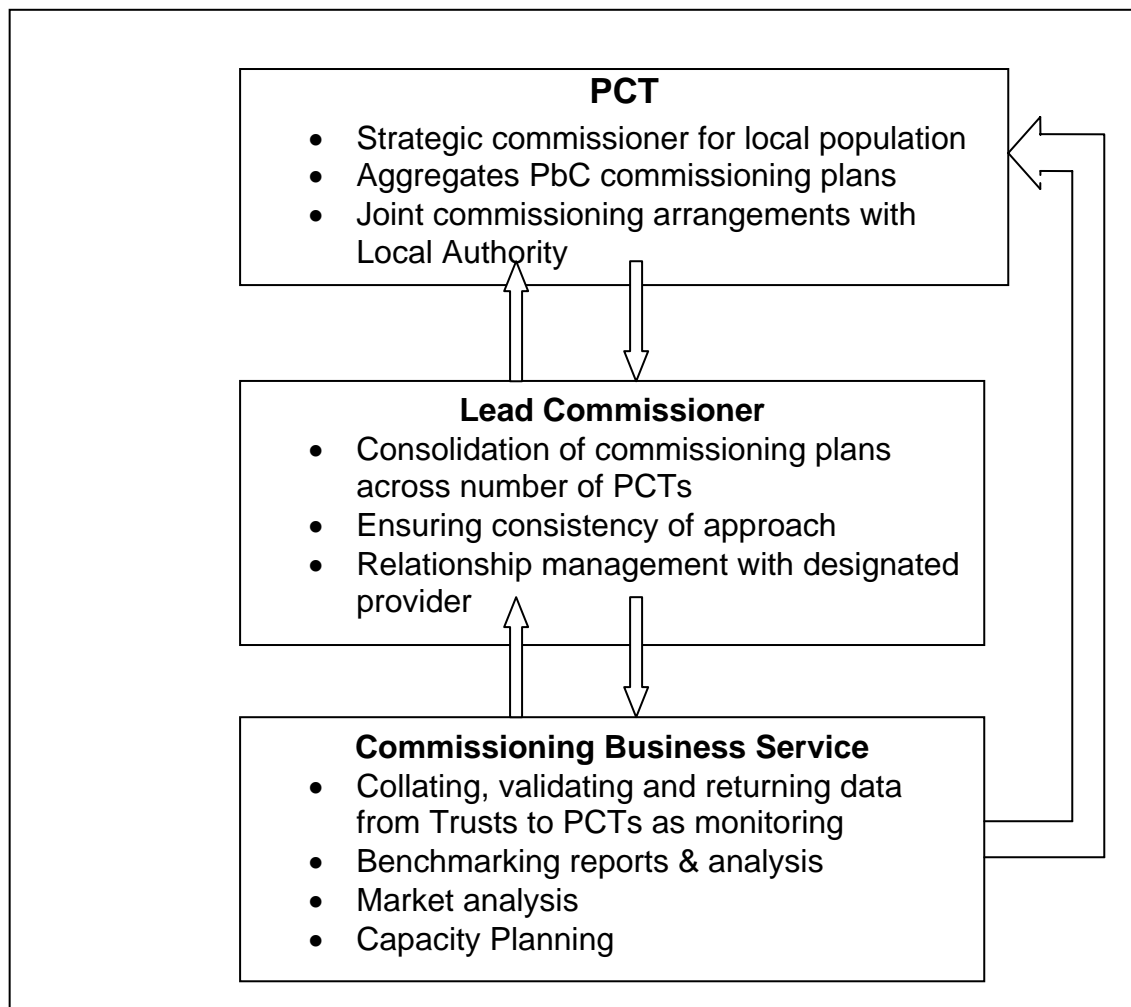 PCT
• Strategic commissioner for local population
• Aggregates PbC commissioning plans
• Joint commissioning arrangements with
Local Authority
Lead Commissioner
• Consolidation of commissioning plans
across number of PCTs
• Ensuring consistency of approach
• Relationship management with designated
provider
Commissioning Business Service
• Collating, validating and returning data
from Trusts to PCTs as monitoring
• Benchmarking reports & analysis
• Market analysis
• Capacity Planning